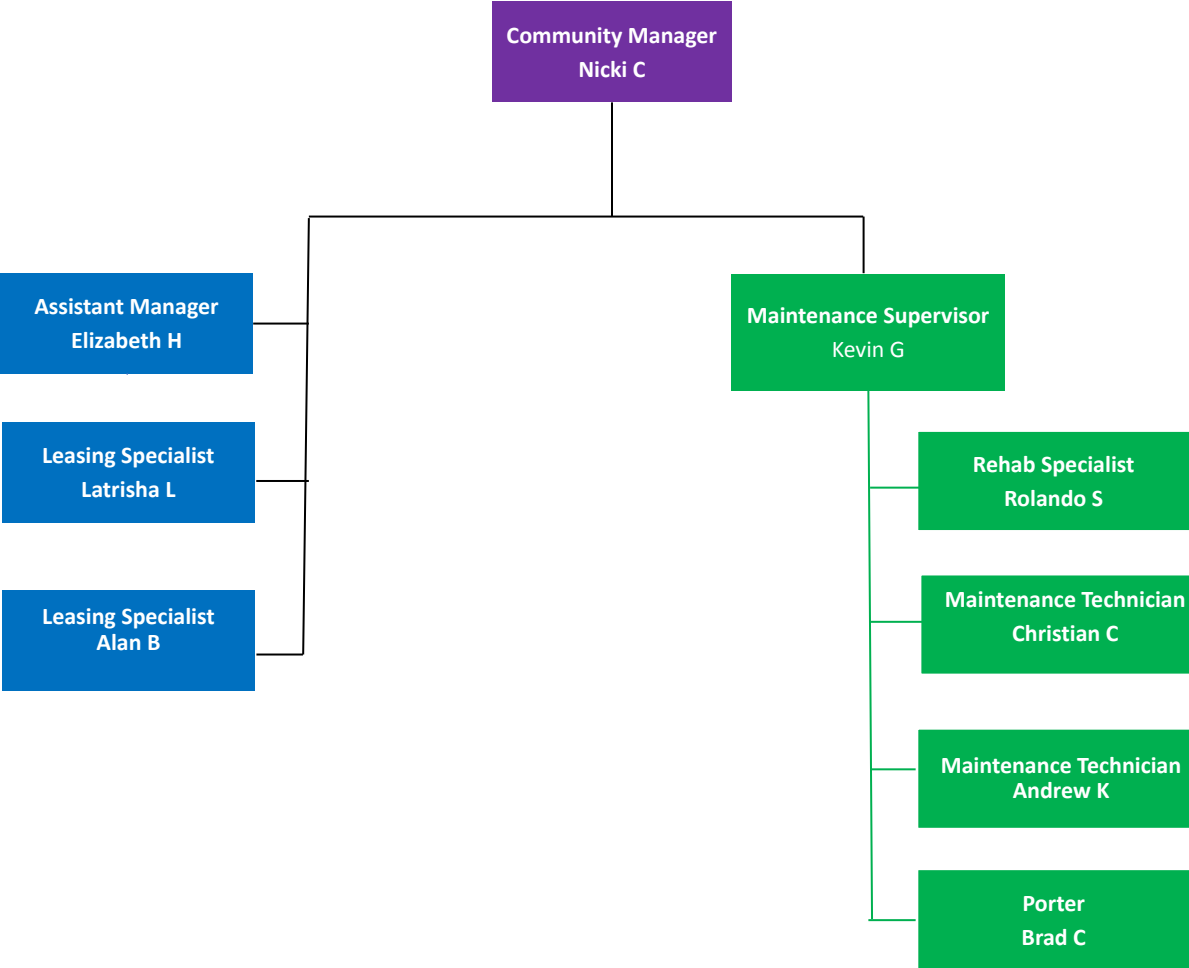 Community Manager
Nicki C
Assistant Manager
Elizabeth H
Leasing Specialist
Latrisha L
Leasing Specialist
Alan B
Maintenance Supervisor
Kevin G
Rehab Specialist
Rolando S
Maintenance Technician
Christian C
Maintenance Technician
Andrew K
Porter
Brad C